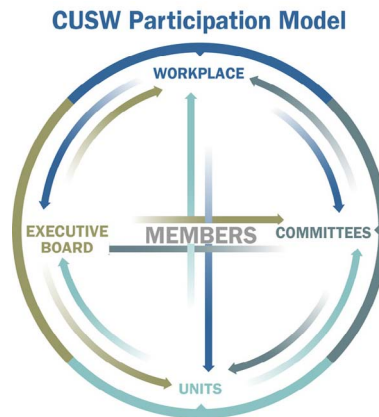 CUSW Participation Model
WORKPLACE
EXECUTIVE
BOARD
MEMBERS
COMMITTEES
UNITS